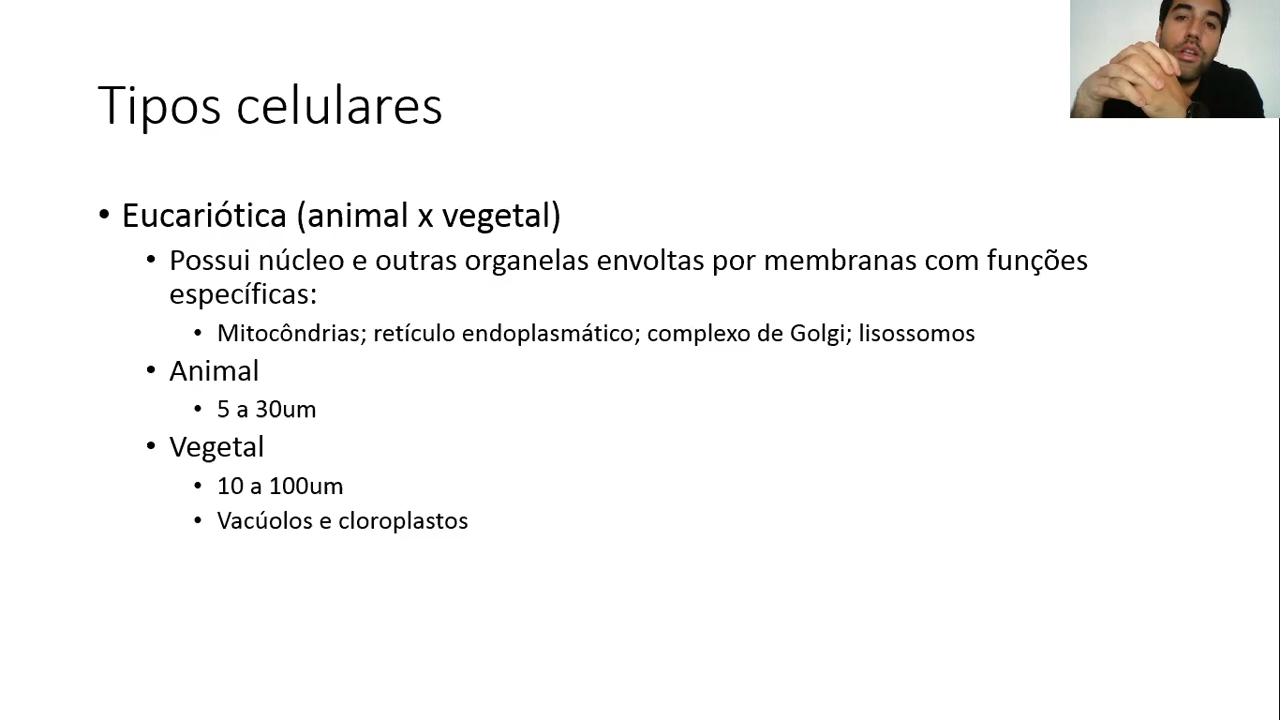 Tipos celulares
• Eucariótica (animal x vegetal)
• Possui núcleo e outras organelas envoltas por membranas com funções
específicas:
• Mitocôndrias; retículo endoplasmático; complexo de Golgi; lisossomos
• Animal
• 5 a 30um
• Vegetal
• 10 a 100um
• Vacúolos e cloroplastos